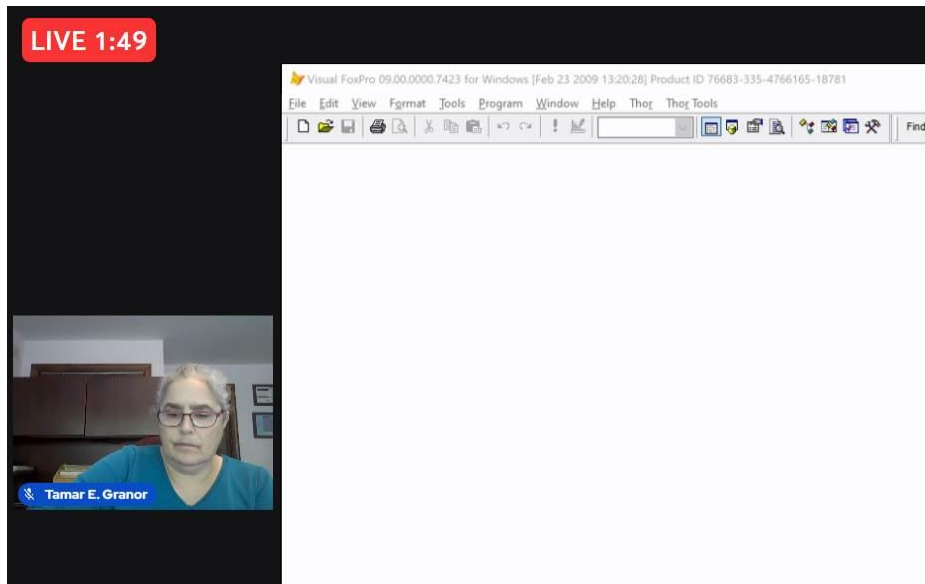 LIVE 1:49
Visual FoxPro 09.00.0000.7423 for Windows [Feb 23 2009 13:20:28] Product ID 76683-335-4766165-18781
File Edit View Format Tools Program Window Help Thor Thor Tools
Find
Tamar E. Granor